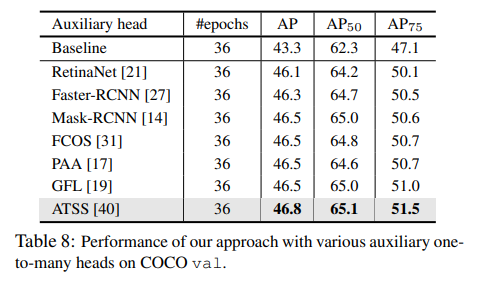 Auxiliary head #epochs AP AP50 AP75
Baseline 36 43.3 62.3 47.1
RetinaNet [21] 36 46.1 64.2 50.1
Faster-RCNN [27] 36 46.3 64.7 50.5
Mask-RCNN [14] 36 46.5 65.0 50.6
FCOS [31] 36 46.5 64.8 50.7
PAA [17] 36 46.5 64.6 50.7
GFL [19] 36 46.5 65.0 51.0
ATSS [40] 36 46.8 65.1 51.5
Table 8: Performance of our approach with various auxiliary one-
to-many heads on COCO val.